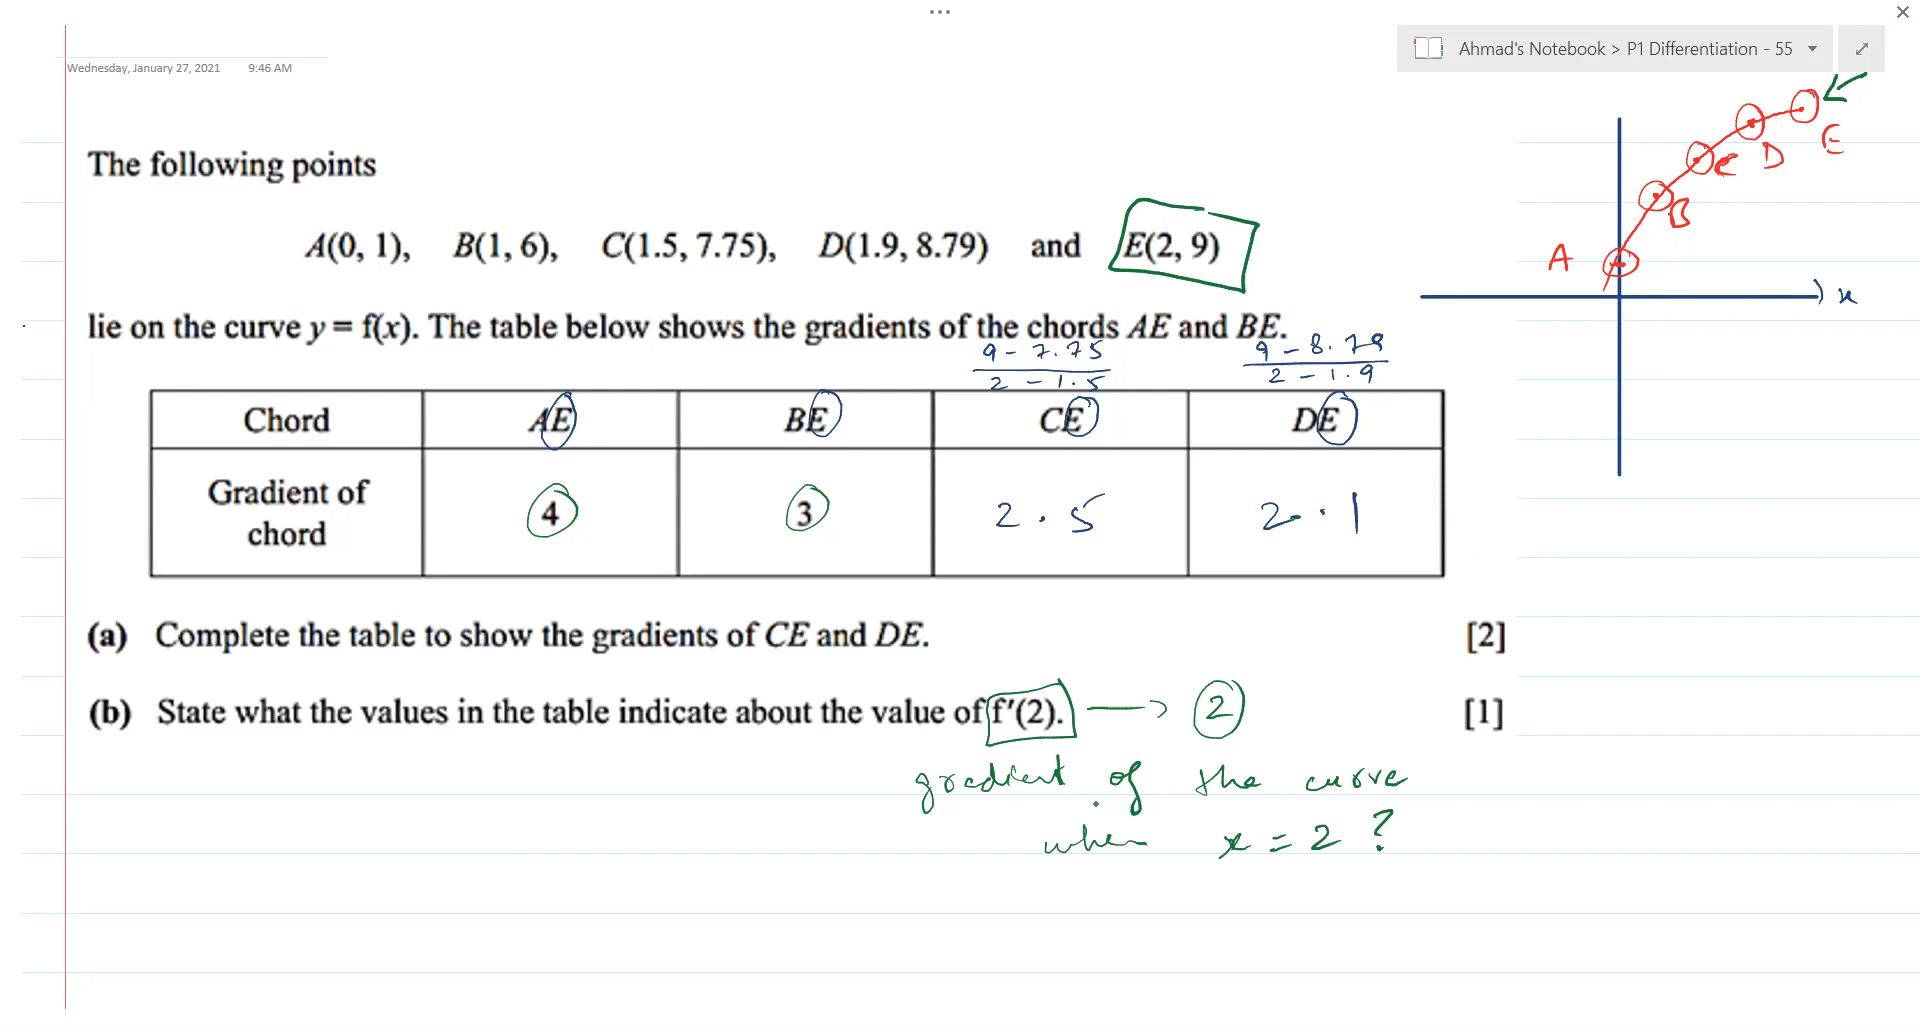 Ahmad's Notebook > P1 Differentiation - 55
Wednesday, January 27, 2021 9:46 AM
The following points
A(0, 1), B(1, 6), C(1.5, 7.75), D(1.9, 8.79) and E(2, 9)
lie on the curve y = f(x). The table below shows the gradients of the chords AE and BE.
9 - 7.75
2 - 1.5
9 - 8.79
2 - 1.9
Chord AE BE CE DE
Gradient of chord 4 3 2.5 2.1
(a) Complete the table to show the gradients of CE and DE. [2]
(b) State what the values in the table indicate about the value of f′(2). → 2 [1]
gradient of the curve
when x = 2 ?
A
B
C
D
E
x